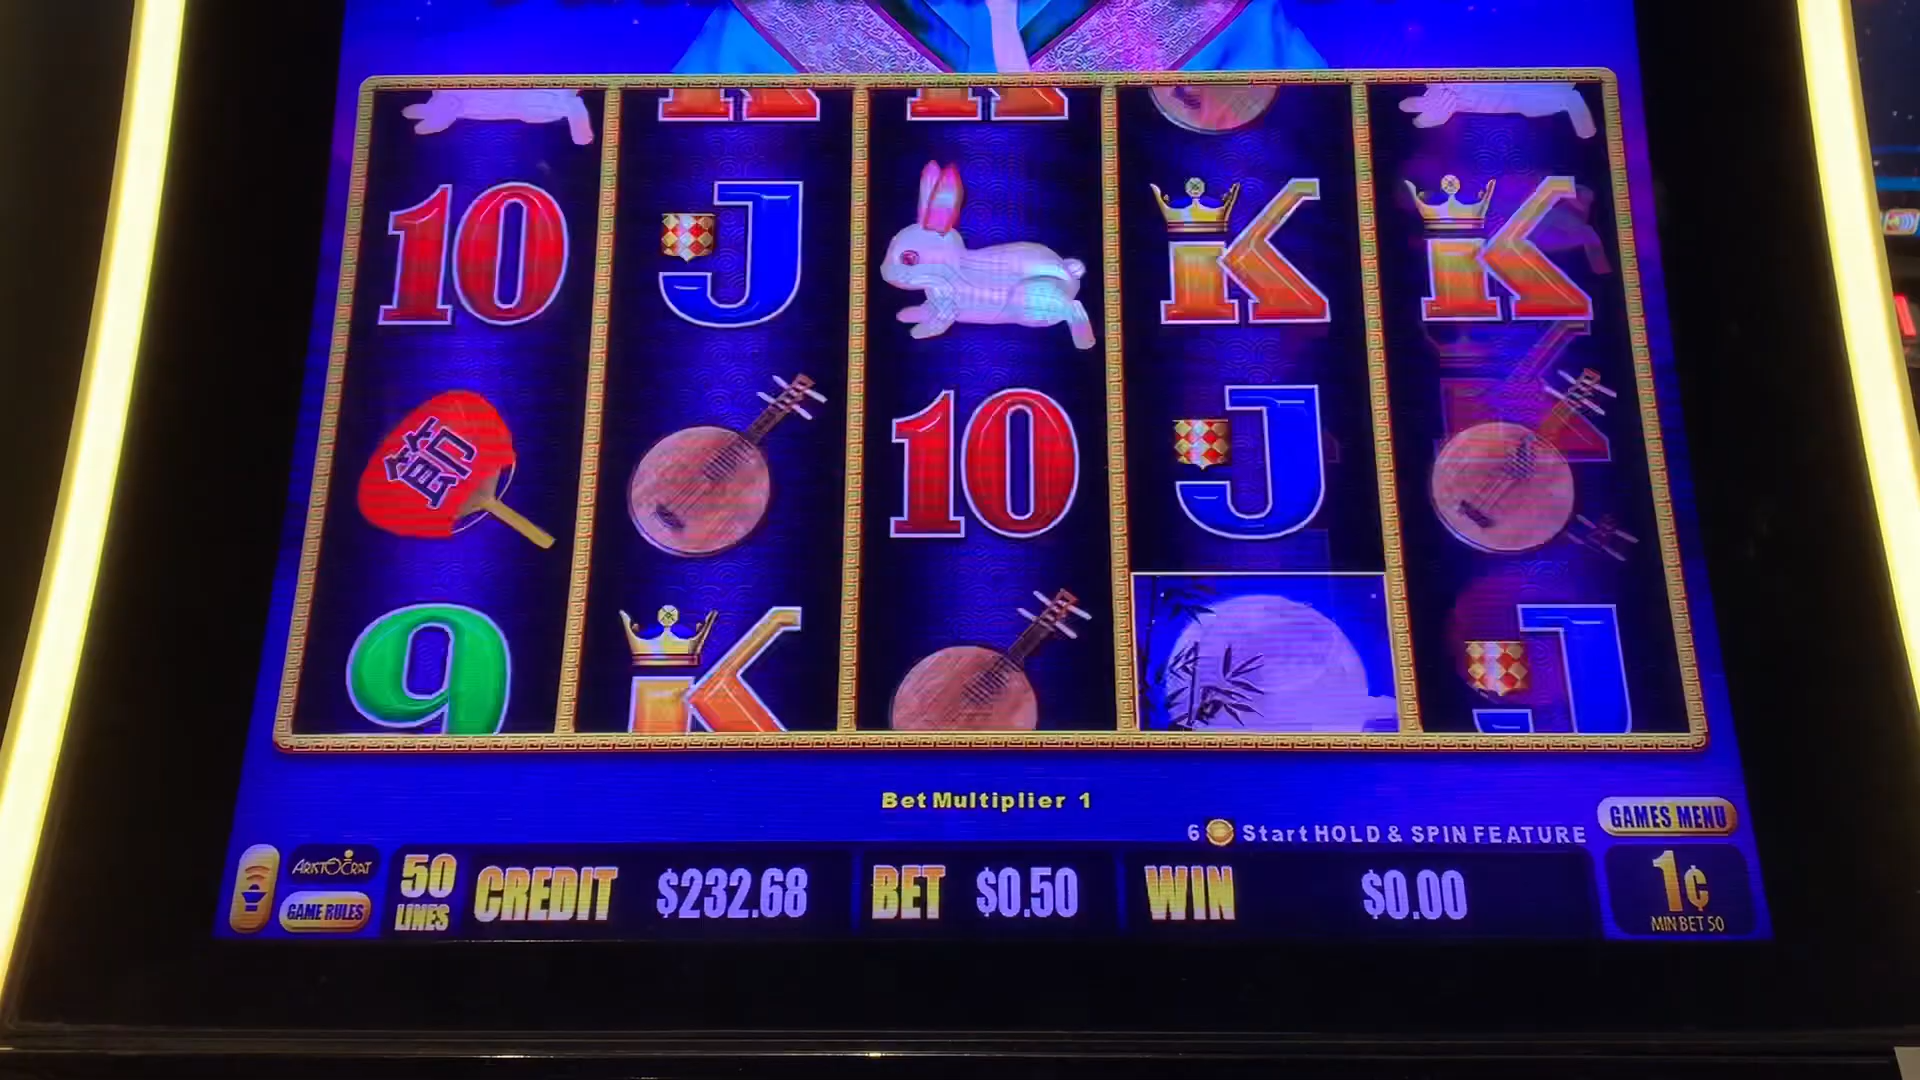 10 J K K
節 10 J
9 K J
Bet Multiplier 1
6 Start HOLD & SPIN FEATURE
GAMES MENU
ARISTOCRAT
GAME RULES
50 LINES
CREDIT $232.68
BET $0.50
WIN $0.00
1¢
MIN BET 50